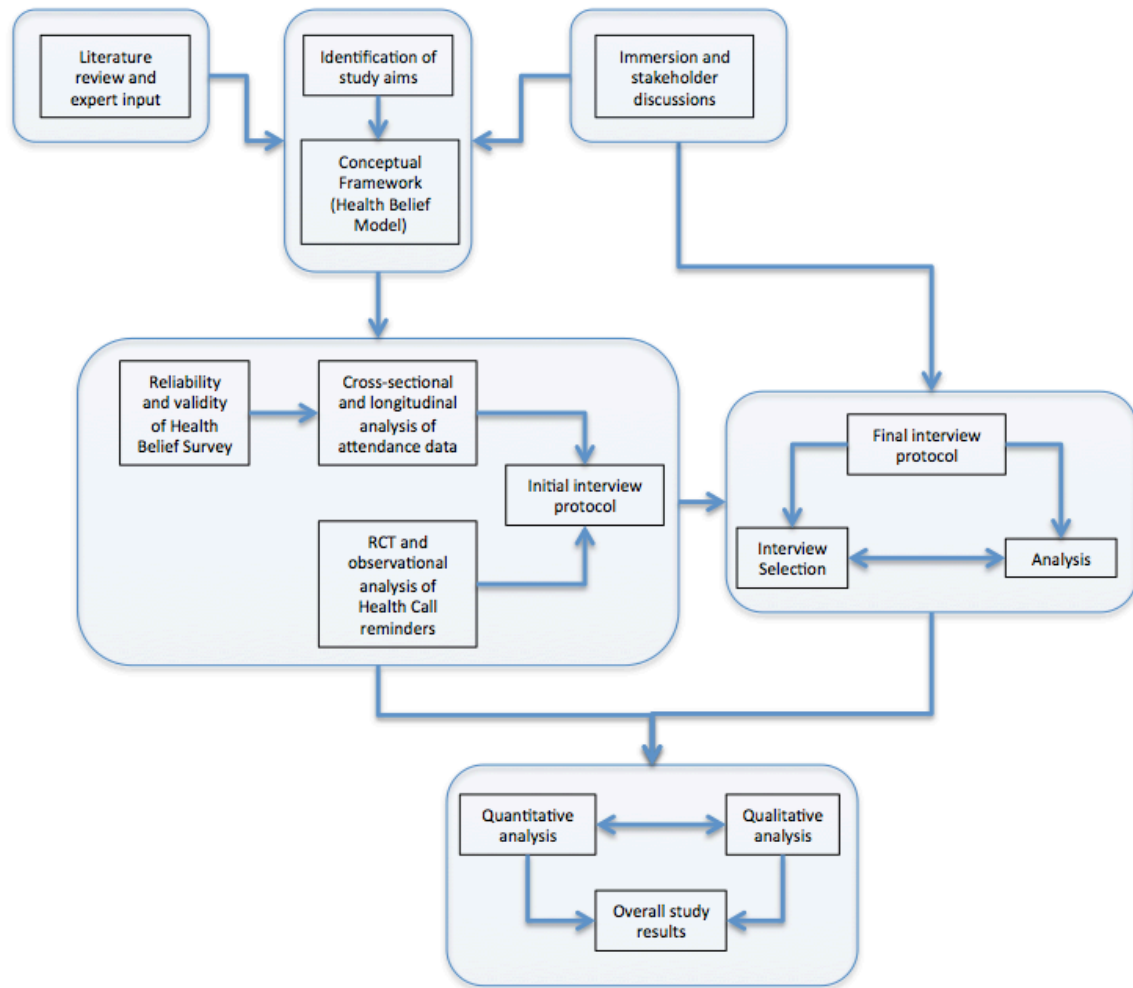 Literature
review and
expert input
Identification of
study aims
Immersion and
stakeholder
discussions
Conceptual
Framework
(Health Belief
Model)
Reliability
and validity
of Health
Belief Survey
Cross-sectional
and longitudinal
analysis of
attendance data
Initial interview
protocol
RCT and
observational
analysis of
Health Call
reminders
Final interview
protocol
Interview
Selection
Analysis
Quantitative
analysis
Qualitative
analysis
Overall study
results